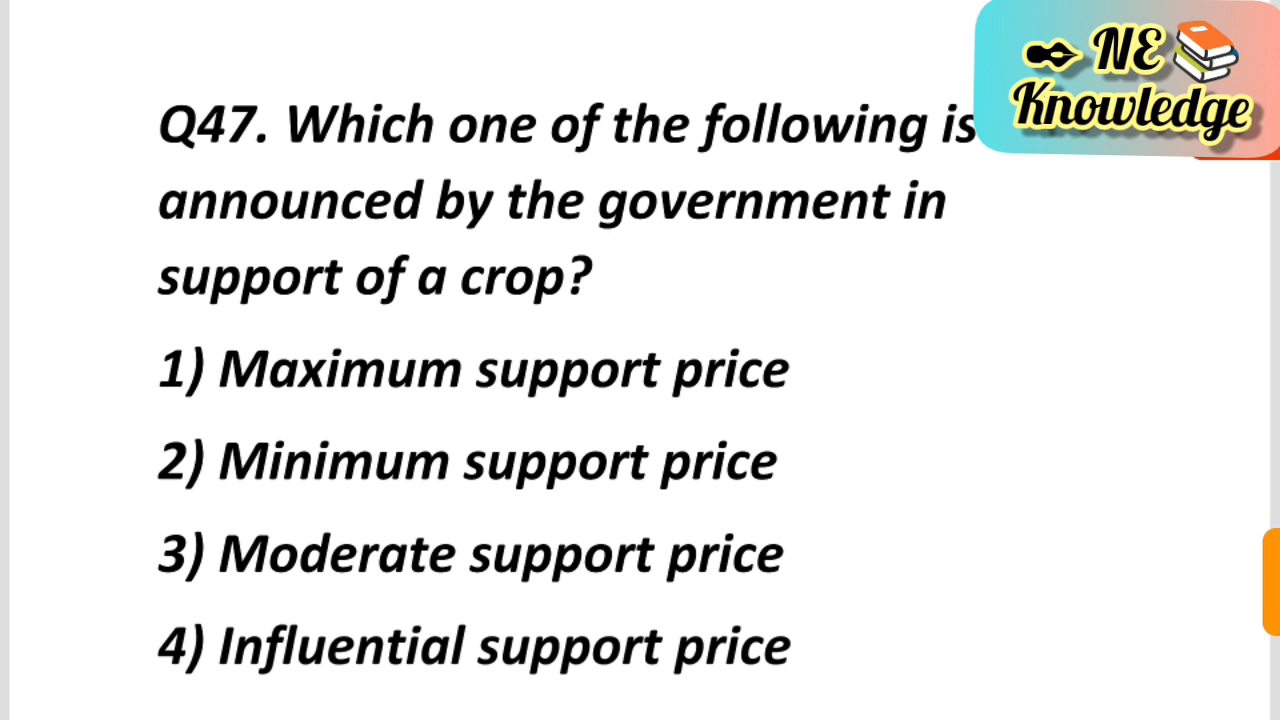 NE
Knowledge
Q47. Which one of the following is
announced by the government in
support of a crop?
1) Maximum support price
2) Minimum support price
3) Moderate support price
4) Influential support price